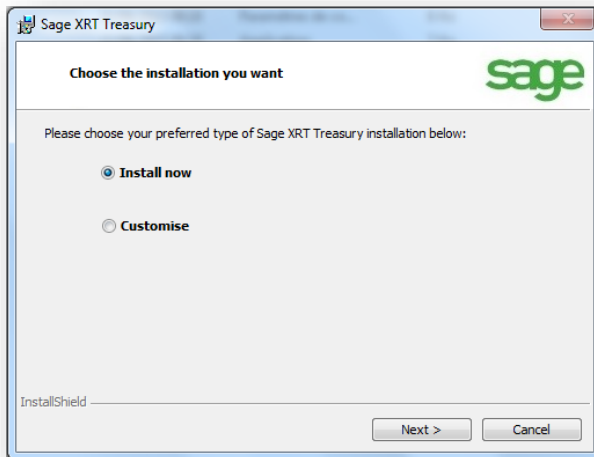 Sage XRT Treasury
Choose the installation you want
sage
Please choose your preferred type of Sage XRT Treasury installation below:
Install now
Customise
InstallShield
Next >
Cancel